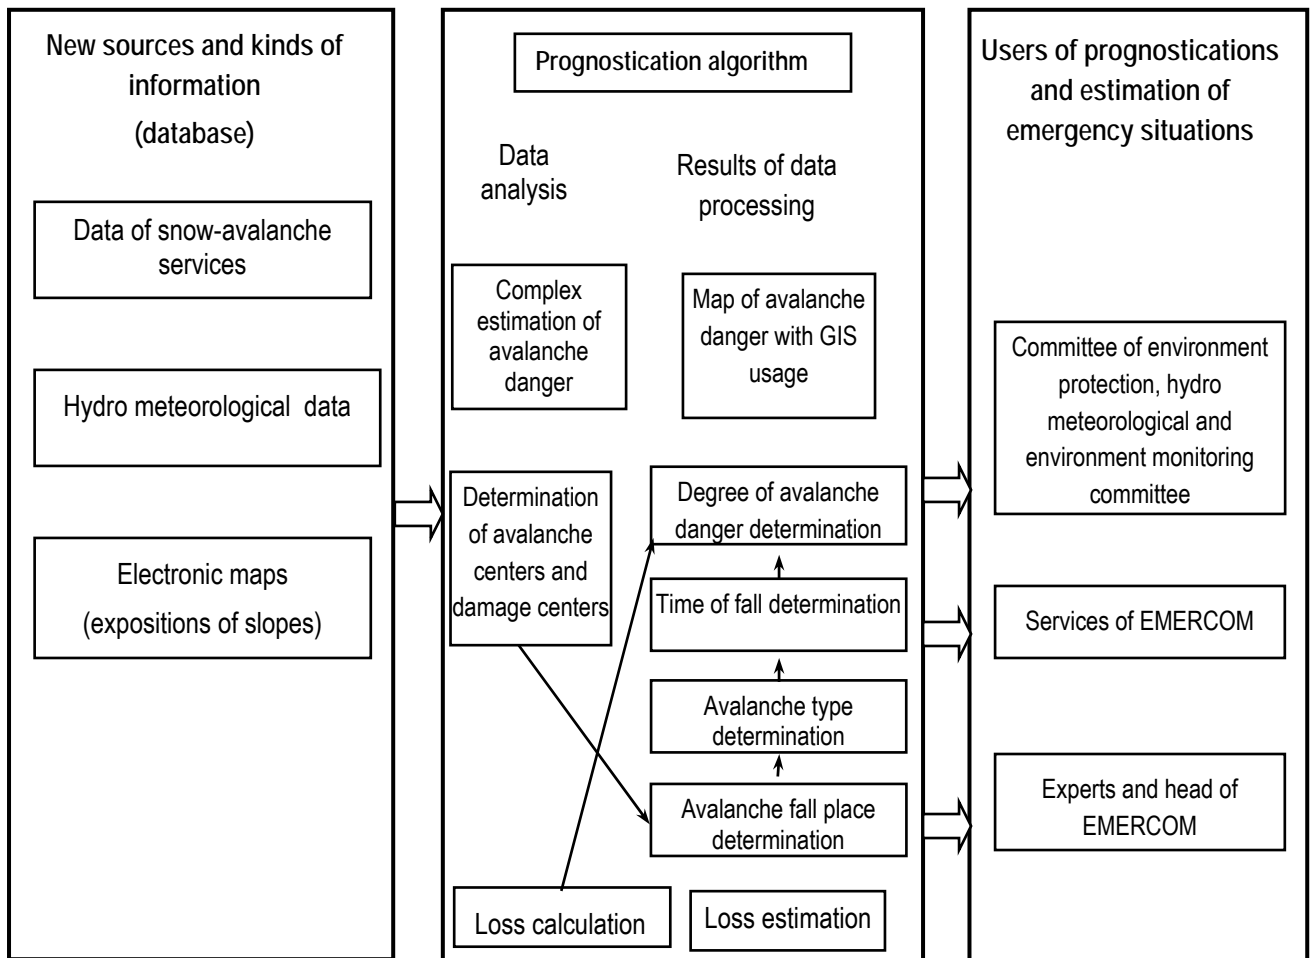 New sources and kinds of
information
(database)
Data of snow-avalanche
services
Hydro meteorological data
Electronic maps
(expositions of slopes)
Prognostication algorithm
Data
analysis
Results of data
processing
Complex
estimation of
avalanche
danger
Map of avalanche
danger with GIS
usage
Determination
of avalanche
centers and
damage centers
Degree of avalanche
danger determination
Time of fall determination
Avalanche type
determination
Avalanche fall place
determination
Loss calculation
Loss estimation
Users of prognostications
and estimation of
emergency situations
Committee of environment
protection, hydro
meteorological and
environment monitoring
committee
Services of EMERCOM
Experts and head of
EMERCOM